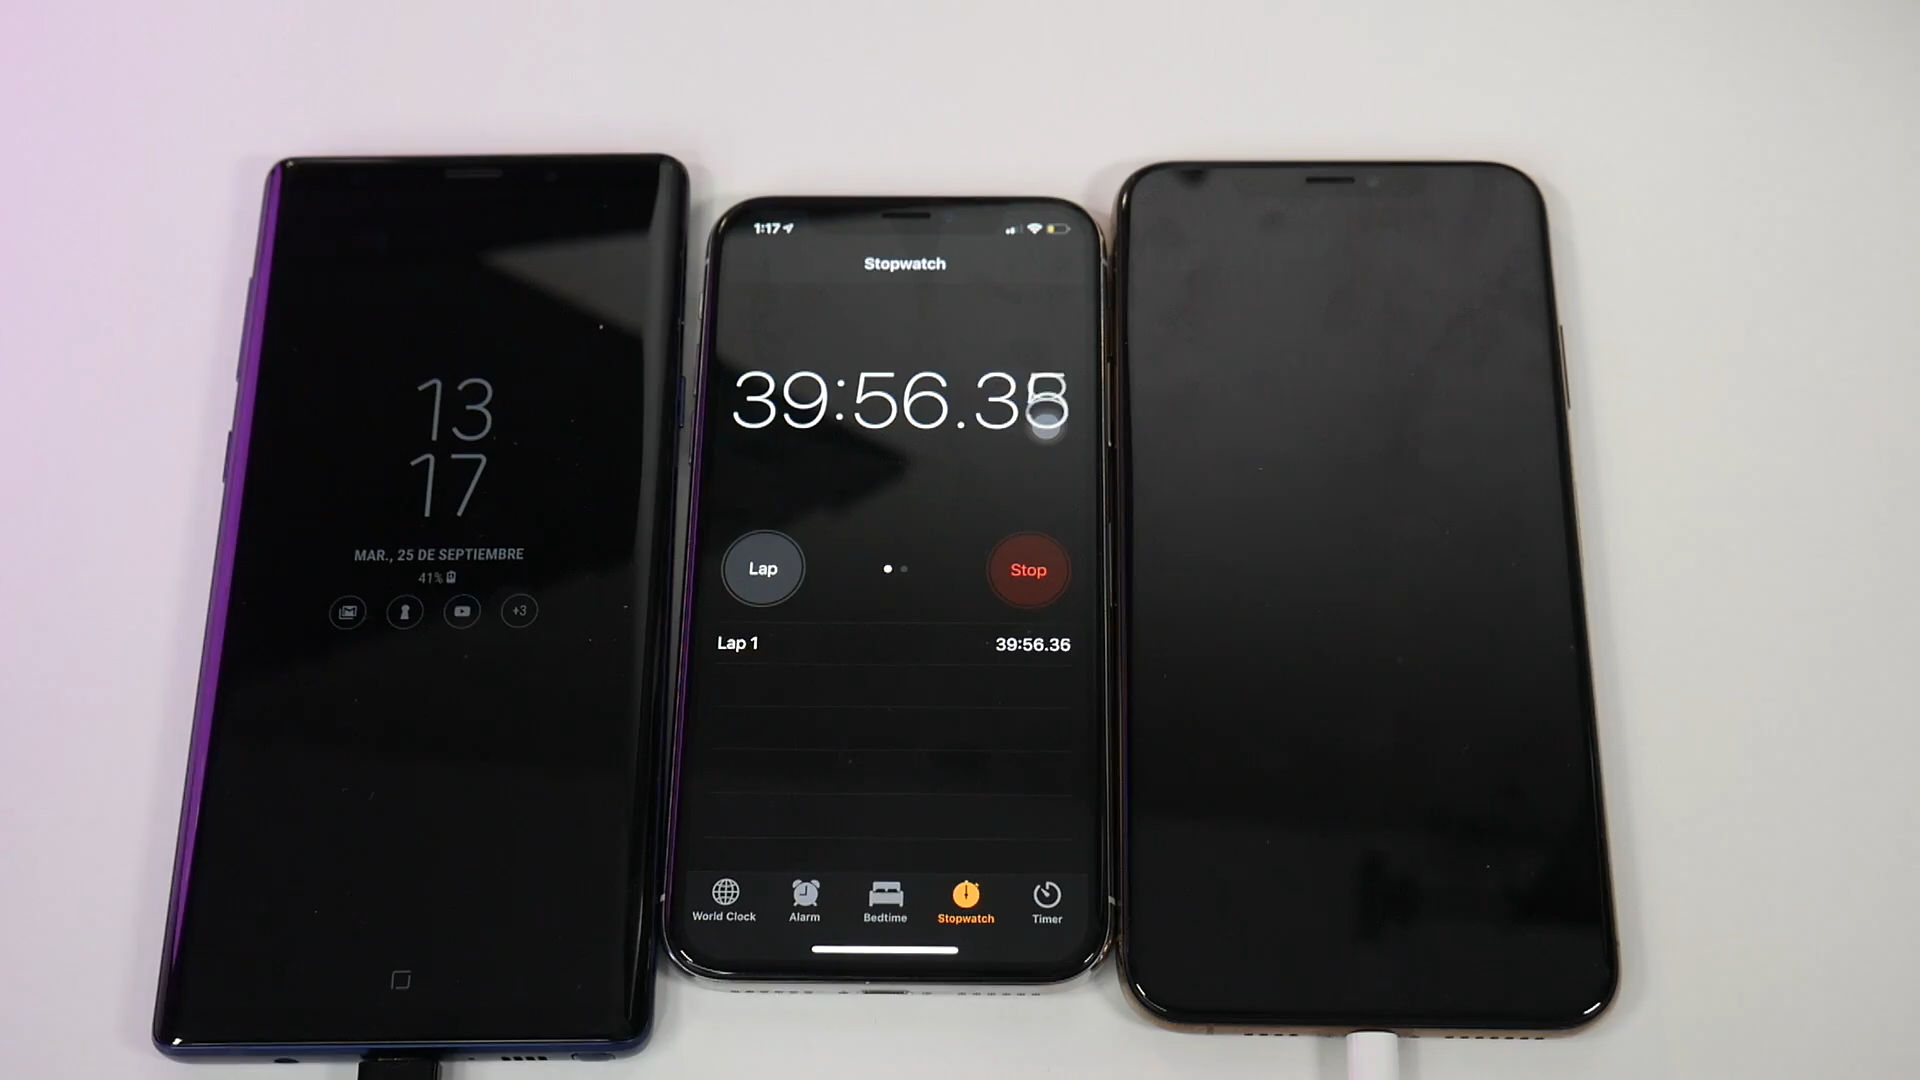 13
17
MAR., 25 DE SEPTIEMBRE
41%
+3
1:17
Stopwatch
39:56.35
Lap
Stop
Lap 1 39:56.36
World Clock Alarm Bedtime Stopwatch Timer